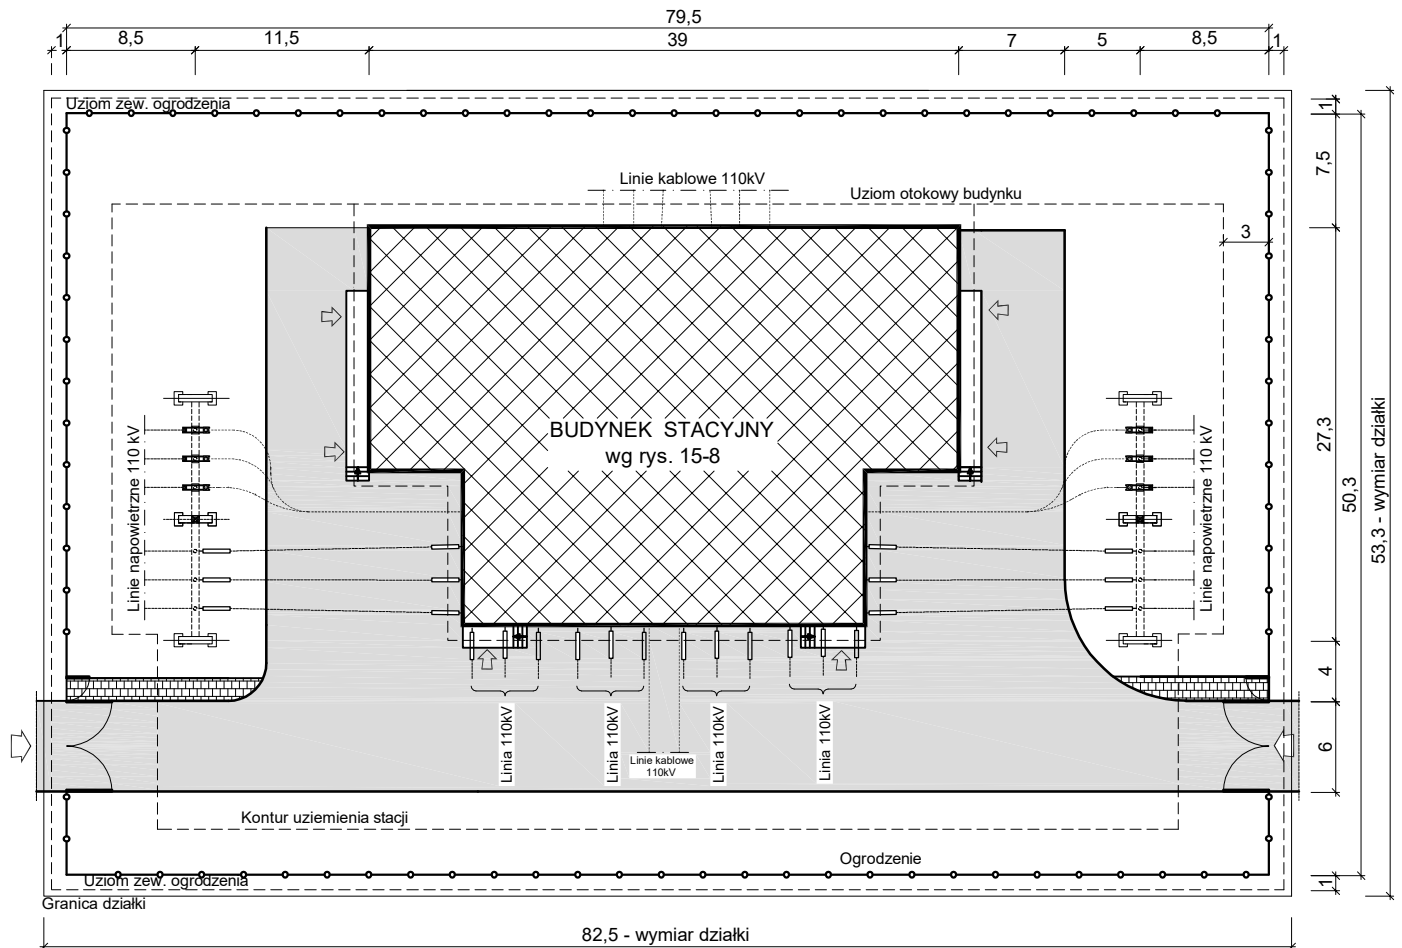 79,5
1
8,5
11,5
39
7
5
8,5
1
Uziom zew. ogrodzenia
1
7,5
Linie kablowe 110kV
Uziom otokowy budynku
3
BUDYNEK STACYJNY
wg rys. 15-8
Linie napowietrzne 110 kV
Linie napowietrzne 110 kV
27,3
50,3
53,3 - wymiar działki
4
6
Linia 110kV
Linia 110kV
Linie kablowe
110kV
Linia 110kV
Linia 110kV
Kontur uziemienia stacji
Ogrodzenie
Uziom zew. ogrodzenia
1
Granica działki
82,5 - wymiar działki